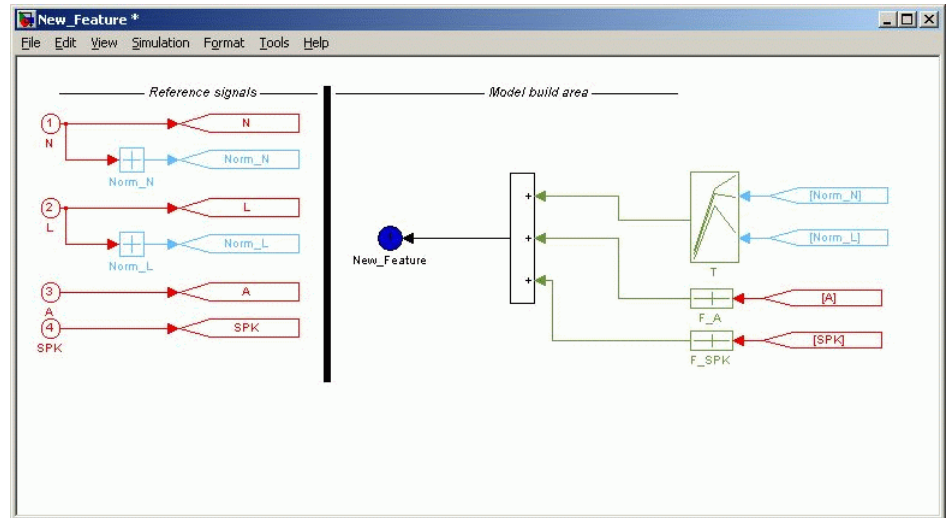 New_Feature *
File Edit View Simulation Format Tools Help
Reference signals
Model build area
1
N
N
Norm_N
Norm_N
2
L
L
Norm_L
Norm_L
3
A
A
4
SPK
SPK
New_Feature
+
+
+
T
[Norm_N]
[Norm_L]
[A]
F_A
[SPK]
F_SPK